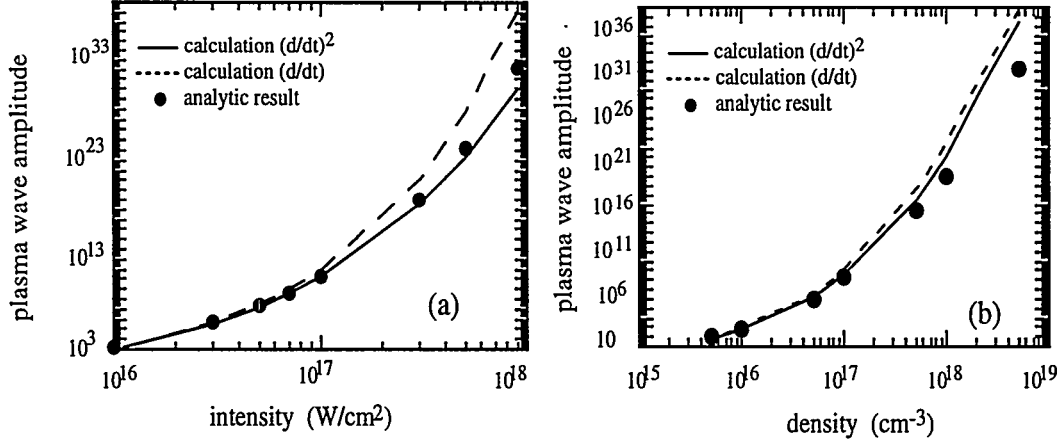 10³³
10²³
10¹³
10³
plasma wave amplitude
calculation (d/dt)²
calculation (d/dt)
analytic result
(a)
10¹⁶
10¹⁷
10¹⁸
intensity (W/cm²)
10³⁶
10³¹
10²⁶
10²¹
10¹⁶
10¹¹
10⁶
10
plasma wave amplitude
calculation (d/dt)²
calculation (d/dt)
analytic result
(b)
10¹⁵
10¹⁶
10¹⁷
10¹⁸
10¹⁹
density (cm⁻³)